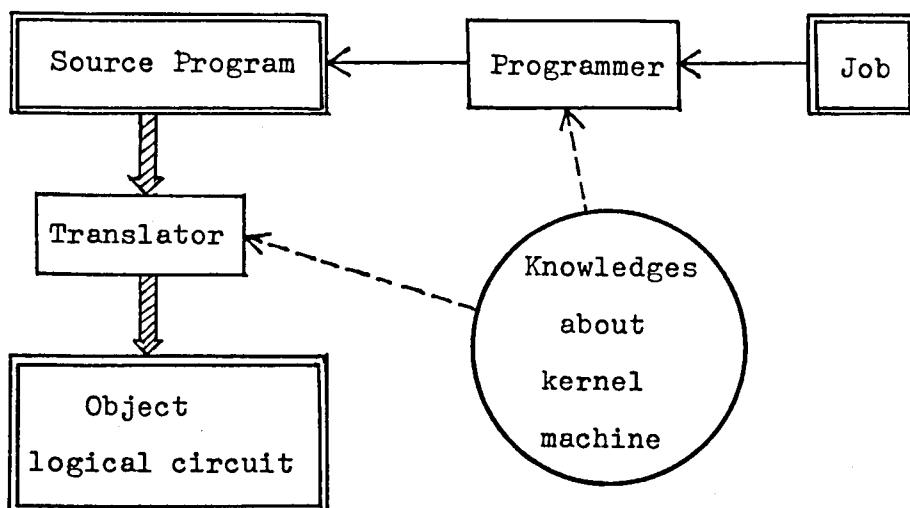 Source Program
Programmer
Job
Translator
Knowledges
about
kernel
machine
Object
logical circuit